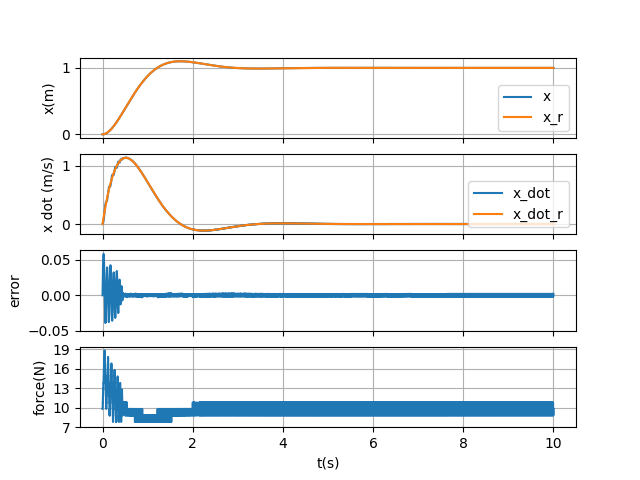 1
0
x(m)
x
x_r
1
0
x dot (m/s)
x_dot
x_dot_r
0.05
0.00
−0.05
error
19
16
13
10
7
force(N)
0 2 4 6 8 10
t(s)